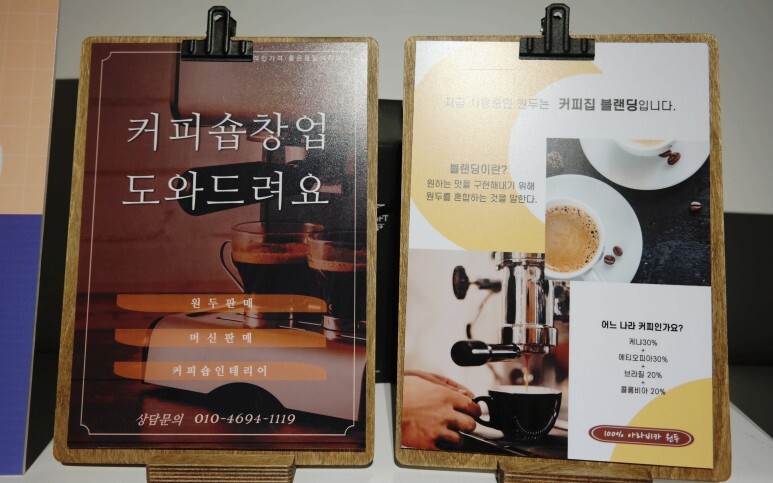 커피숍창업
도와드려요
원두판매
머신판매
커피숍인테리어
상담문의 010-4694-1119
지금 사용중인 원두는 커피집 블랜딩입니다.
블랜딩이란?
원하는 맛을 구현해내기 위해
원두를 혼합하는 것을 말한다.
어느 나라 커피인가요?
케냐30%
+
에티오피아30%
+
브라질 20%
+
콜롬비아 20%
100% 아라비카 원두